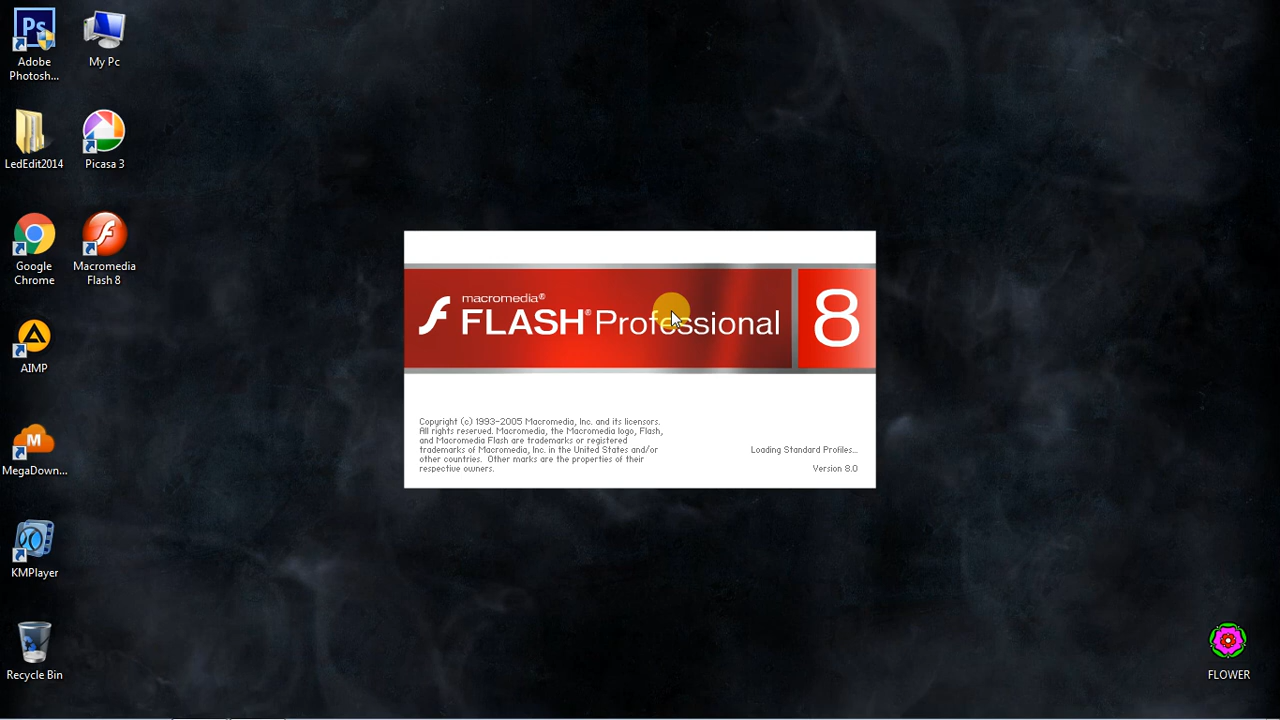 Adobe
Photosh...
My Pc
LedEdit2014
Picasa 3
Google
Chrome
Macromedia
Flash 8
AIMP
M
MegaDown...
KMPlayer
Recycle Bin
FLOWER
Ps
macromedia®
FLASH® Professional
8
Copyright (c) 1993-2005 Macromedia, Inc. and its licensors.
All rights reserved. Macromedia, the Macromedia logo, Flash,
and Macromedia Flash are trademarks or registered
trademarks of Macromedia, Inc. in the United States and/or
other countries. Other marks are the properties of their
respective owners.
Loading Standard Profiles...
Version 8.0